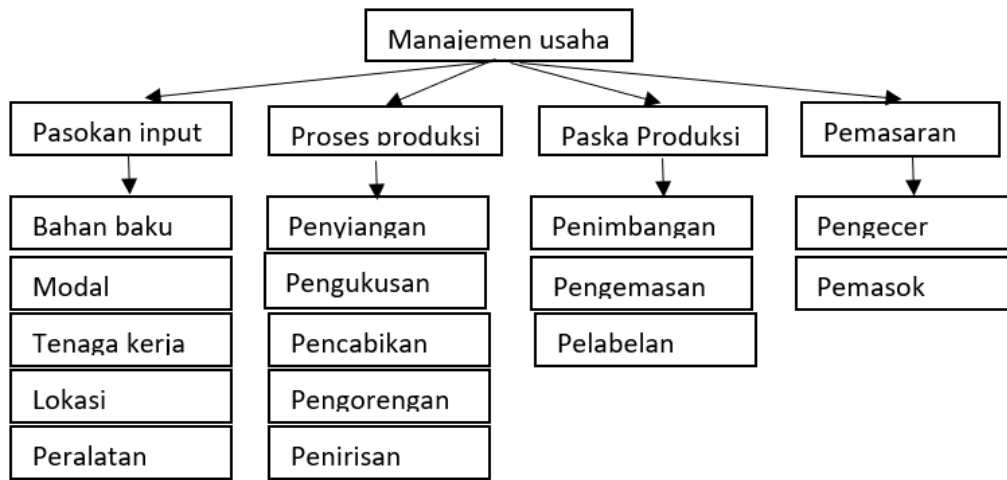 Manajemen usaha
Pasokan input
Proses produksi
Paska Produksi
Pemasaran
Bahan baku
Modal
Tenaga kerja
Lokasi
Peralatan
Penyiangan
Pengukusan
Pencabikan
Pengorengan
Penirisan
Penimbangan
Pengemasan
Pelabelan
Pengecer
Pemasok